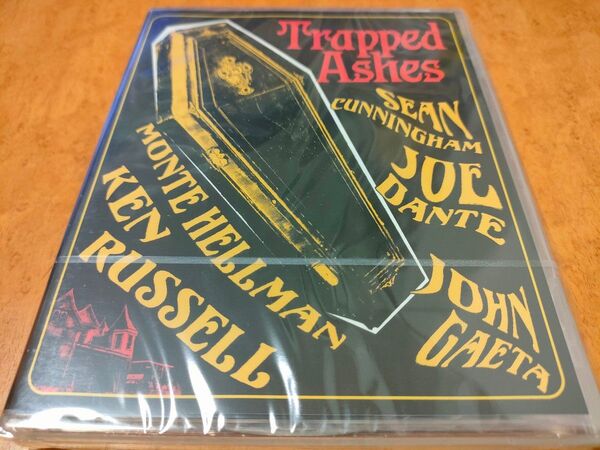 Trapped
Ashes
SEAN
CUNNINGHAM
JOE
DANTE
JOHN
GAETA
MONTE HELLMAN
KEN
RUSSELL